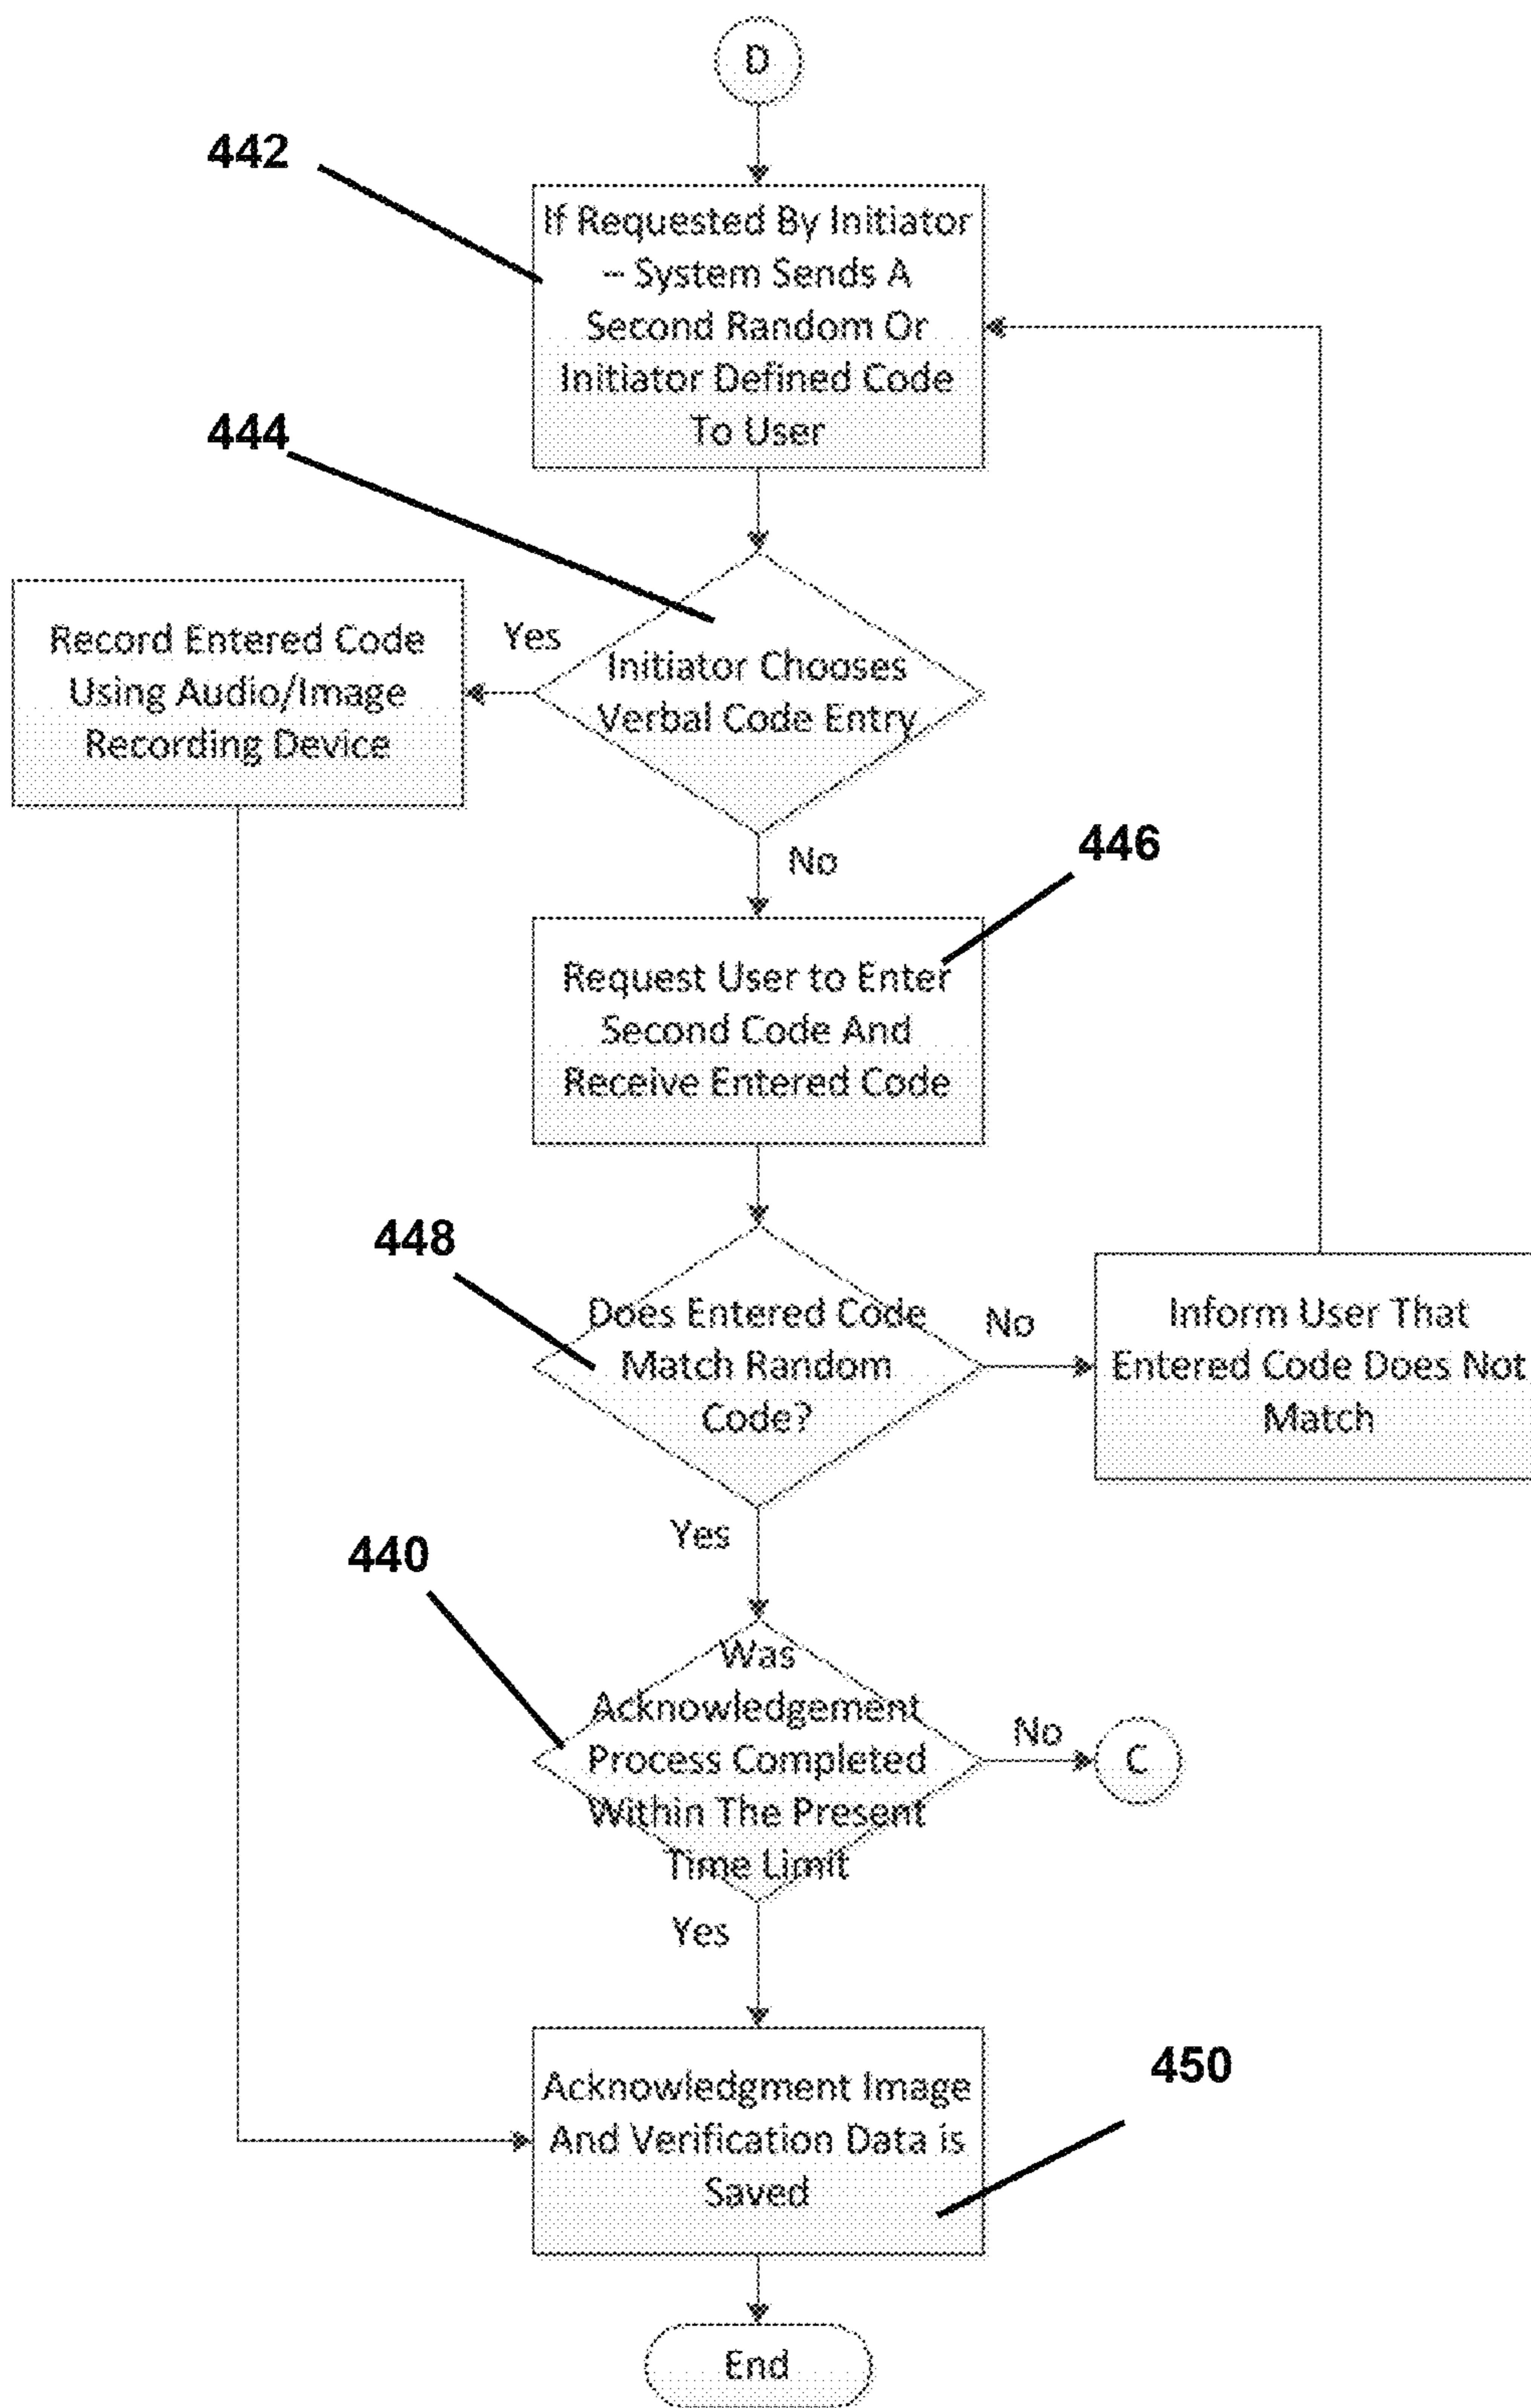 D
442
If Requested By Initiator
-- System Sends A
Second Random Or
Initiator Defined Code
To User
444
Yes
Initiator Chooses
Verbal Code Entry
Record Entered Code
Using Audio/Image
Recording Device
No
446
Request User to Enter
Second Code And
Receive Entered Code
448
Does Entered Code
Match Random
Code?
No
Inform User That
Entered Code Does Not
Match
Yes
440
Was
Acknowledgement
Process Completed
Within The Present
Time Limit
No
C
Yes
450
Acknowledgment Image
And Verification Data is
Saved
End